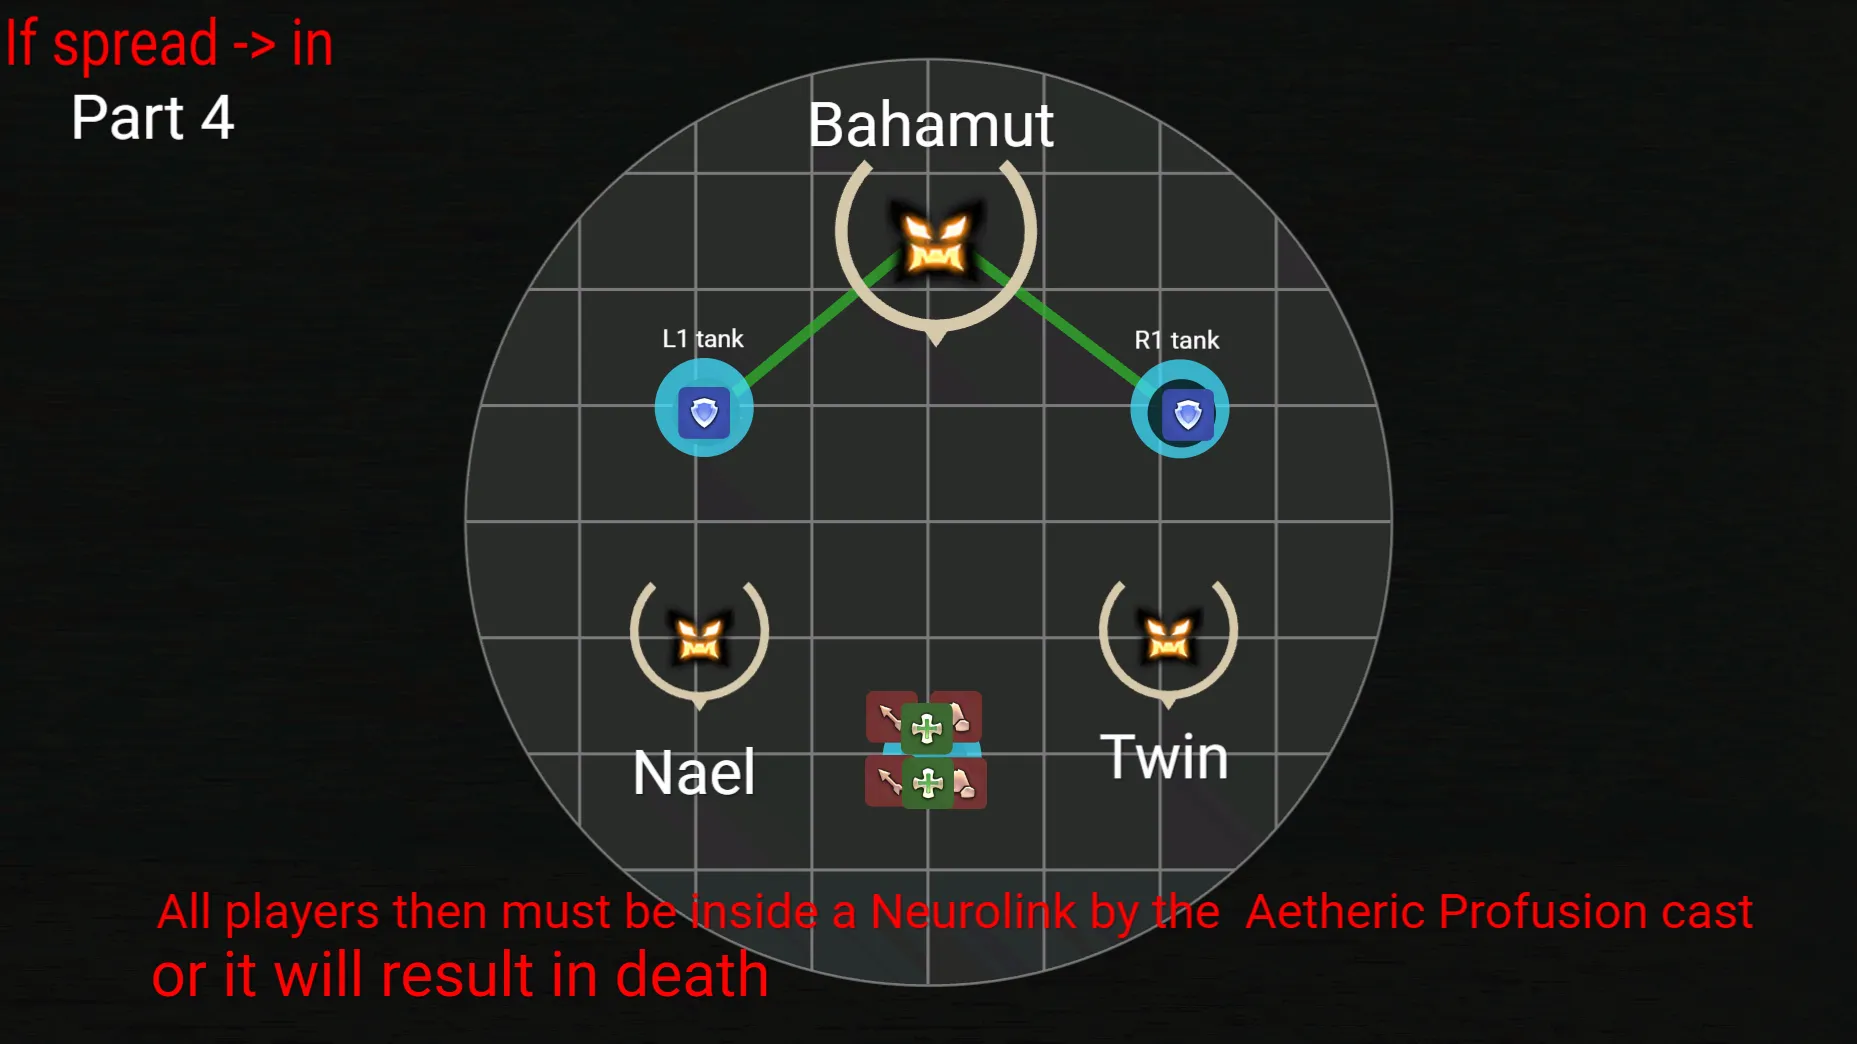 If spread -> in
Part 4
Bahamut
L1 tank
R1 tank
Nael
Twin
All players then must be inside a Neurolink by the  Aetheric Profusion cast
or it will result in death